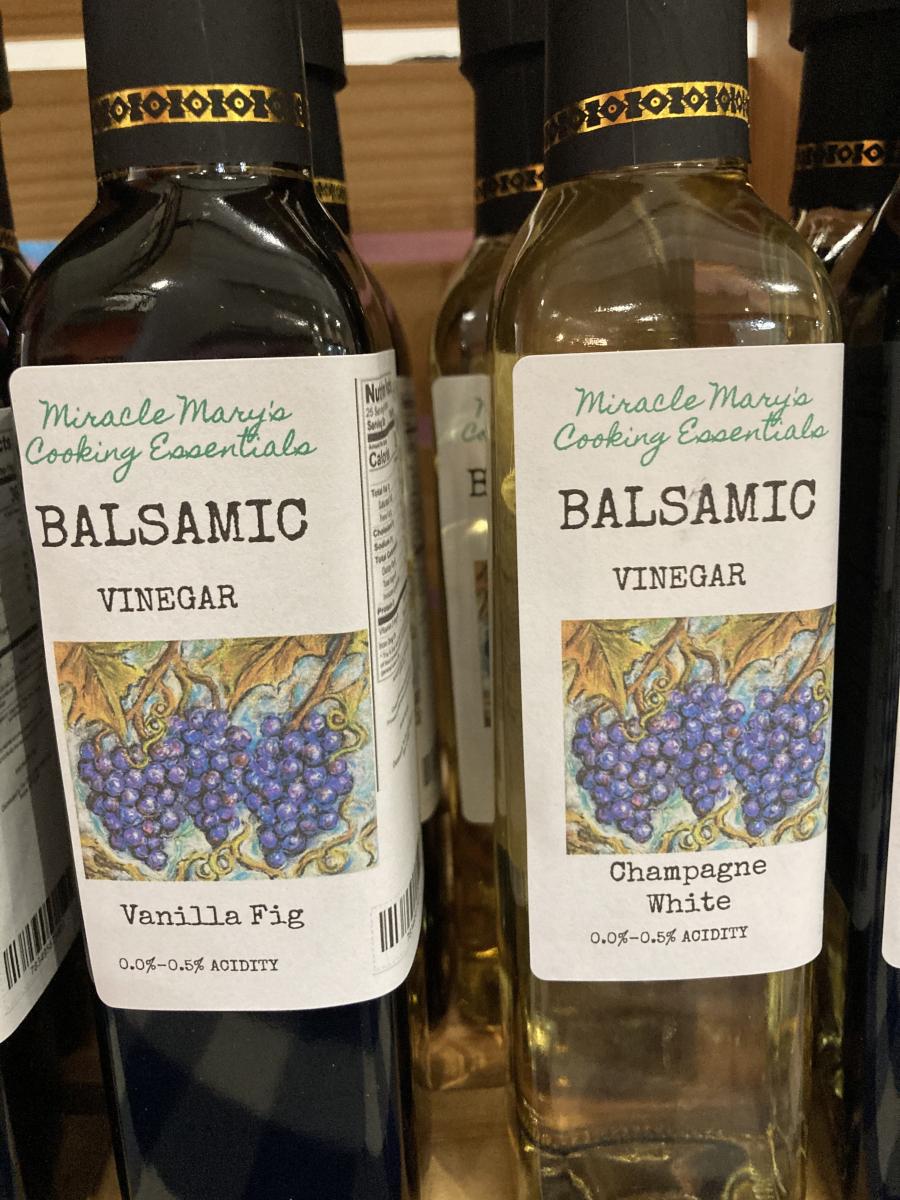 Miracle Mary's
Cooking Essentials
BALSAMIC
VINEGAR
Vanilla Fig
0.0%-0.5% ACIDITY
Miracle Mary's
Cooking Essentials
BALSAMIC
VINEGAR
Champagne
White
0.0%-0.5% ACIDITY